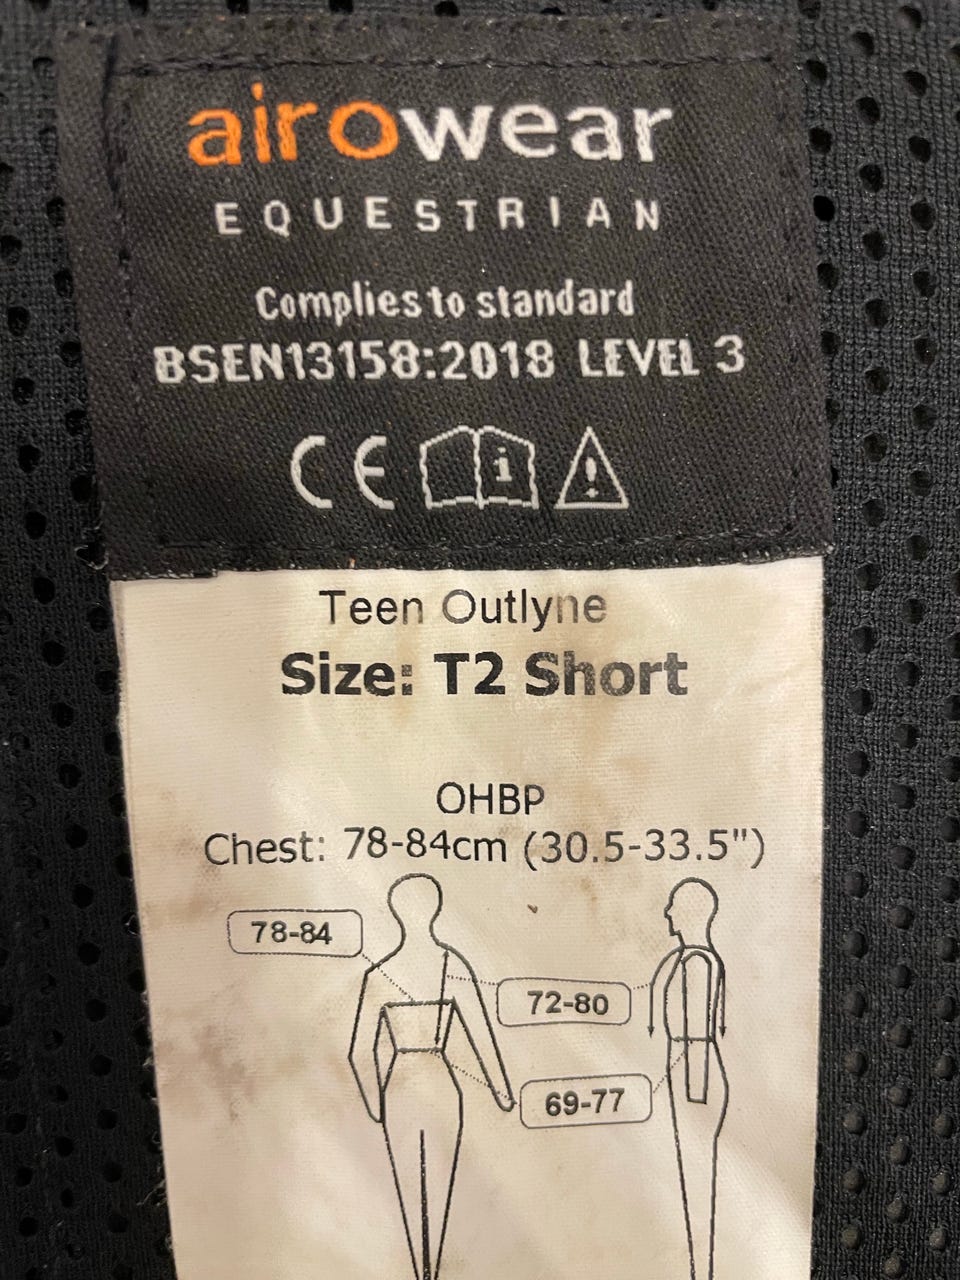 airowear
EQUESTRIAN
Complies to standard
BSEN13158:2018 LEVEL 3
CE
i
!
Teen Outlyne
Size: T2 Short
OHBP
Chest: 78-84cm (30.5-33.5")
78-84
72-80
69-77